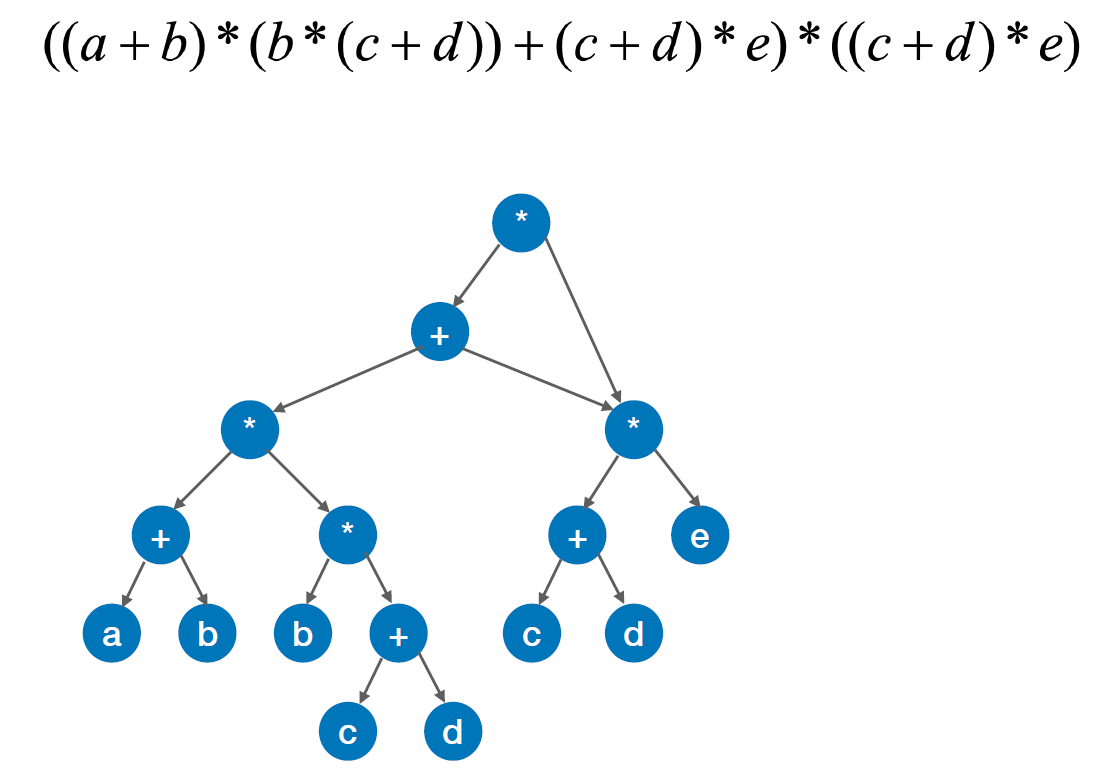 ((a + b) * (b * (c + d)) + (c + d) * e) * ((c + d) * e)
*
+
* *
+ * + e
a b b + c d
c d